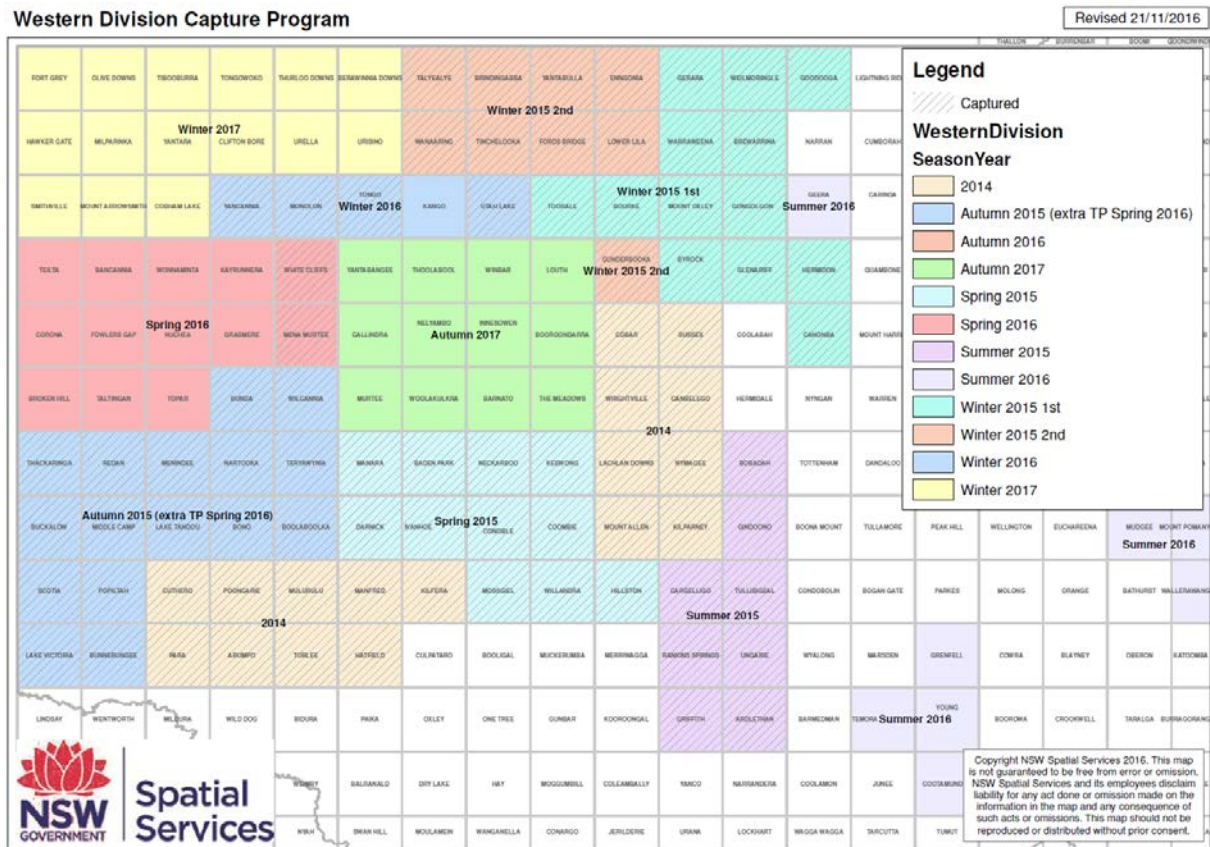 Western Division Capture Program
Revised 21/11/2016
THALLON BURRENBAR BOOMI GOONDIWIND
FORT GREY OLIVE DOWNS TIBOOBURRA TONGOWOKO THURLOO DOWNS BERAWINNIA DOWNS TALYEALYE BRINDINGABBA YANTABULLA ENNGONIA GERARA WEILMORINGLE GOODOOGA LIGHTNING RID
Winter 2015 2nd
Winter 2017
HAWKER GATE MILPARINKA YANTARA CLIFTON BORE URELLA URISINO WANAARING TINCHELOOKA FORDS BRIDGE LOWER LILA WARRAWEENA BREWARRINA NARRAN CUMBORAH
Winter 2015 1st
SMITHVILLE MOUNT ARROWSMITH COBHAM LAKE YANCANNIA MONOLON TONGO KANGO UTAH LAKE TOORALE BOURKE MOUNT OXLEY GONGOLGON GEERA CARINDA
Winter 2016 Summer 2016
TEILTA BANCANNIA WONNAMINTA KAYRUNNERA WHITE CLIFFS YANTABANGEE THOOLABOOL WINBAR LOUTH GUNDERBOOKA BYROCK GLENARIFF HERMIDON QUAMBONE
Winter 2015 2nd
CORONA FOWLERS GAP NUCHEA GRASMERE MENA MURTEE CALLINDRA NELYAMBO WINBOWEN BOOROONDARRA COBAR SUSSEX COOLABAH CANONBA MOUNT HARRI
Spring 2016 Autumn 2017
BROKEN HILL TALTINGAN TOPAR BUNDA WILCANNIA MURTEE WOOLAKULKRA BARNATO THE MEADOWS WRIGHTVILLE CANBELEGO HERMIDALE NYNGAN WARREN
2014
THACKARINGA REDAN MENINDEE NARTOOKA TERYAWYNIA MANARA BADEN PARK NECKARBOO KEEWONG LACHLAN DOWNS NYMAGEE BOBADAH TOTTENHAM DANDALOO
Autumn 2015 (extra TP Spring 2016) Spring 2015
BUCKALOW MIDDLE CAMP LAKE TANDOU BONO BOOLABOOLKA DARNICK IVANHOE CONOBLE COOMBIE MOUNT ALLEN KILPARNEY GINDOONO BOONA MOUNT TULLAMORE PEAK HILL WELLINGTON EUCHAREENA MUDGEE MOUNT POMANY
Summer 2016
SCOTIA POPILTAH CUTHERO POONCARIE MULURULU MANFRED KILFERA MOSSGIEL WILLANDRA HILLSTON CARGELLIGO TULLIBIGEAL CONDOBOLIN BOGAN GATE PARKES MOLONG ORANGE BATHURST WALLERAWANG
2014 Summer 2015
LAKE VICTORIA BUNNERUNGEE PARA ARUMPO TURLEE HATFIELD CULPATARO BOOLIGAL MUCKERUMBA MERRIWAGGA RANKINS SPRINGS UNGARIE WYALONG MARSDEN GRENFELL COWRA BLAYNEY OBERON KATOOMBA
LINDSAY WENTWORTH MILDURA WILD DOG BIDURA PAIKA OXLEY ONE TREE GUNBAR KOOROONGAL GRIFFITH ARDLETHAN BARMEDMAN TEMORA YOUNG BOOROWA CROOKWELL TARALGA BURRAGORANG
Summer 2016
BALRANALD DRY LAKE HAY MOGGUMBILL COLEAMBALLY YANCO NARRANDERA COOLAMON JUNEE COOTAMUND
NYAH SWAN HILL MOULAMEIN WANGANELLA CONARGO JERILDERIE URANA LOCKHART WAGGA WAGGA TARCUTTA TUMUT
Legend
Captured
WesternDivision
SeasonYear
2014
Autumn 2015 (extra TP Spring 2016)
Autumn 2016
Autumn 2017
Spring 2015
Spring 2016
Summer 2015
Summer 2016
Winter 2015 1st
Winter 2015 2nd
Winter 2016
Winter 2017
NSW
GOVERNMENT
Spatial
Services
Copyright NSW Spatial Services 2016. This map
is not guaranteed to be free from error or omission.
NSW Spatial Services and its employees disclaim
liability for any act done or omission made on the
information in the map and any consequence of
such acts or omissions. This map should not be
reproduced or distributed without prior consent.